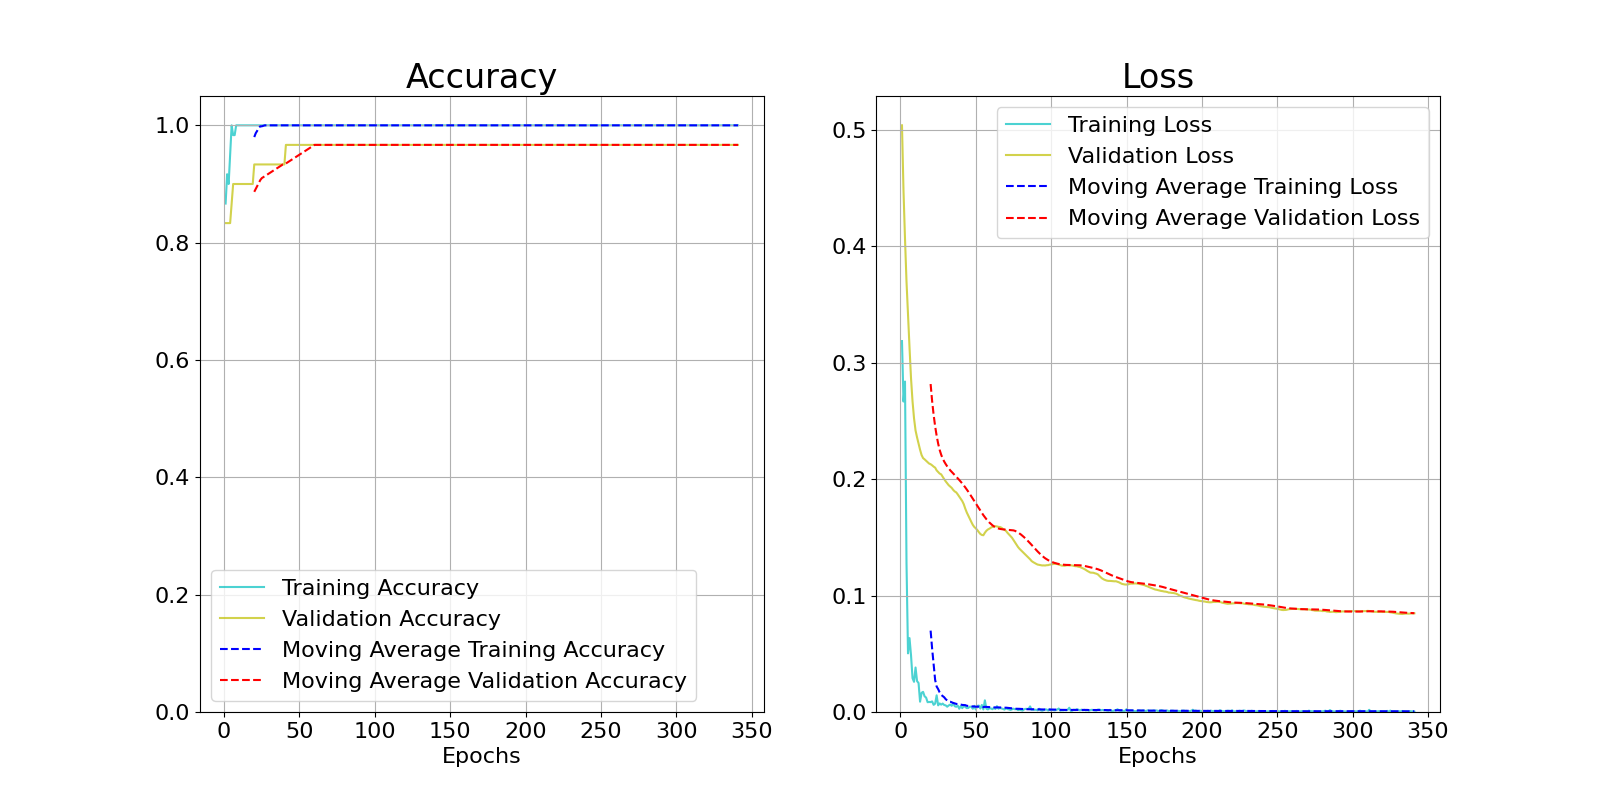 Accuracy
1.0
0.8
0.6
0.4
0.2
0.0
Training Accuracy
Validation Accuracy
Moving Average Training Accuracy
Moving Average Validation Accuracy
0 50 100 150 200 250 300 350
Epochs
Loss
0.5
0.4
0.3
0.2
0.1
0.0
Training Loss
Validation Loss
Moving Average Training Loss
Moving Average Validation Loss
0 50 100 150 200 250 300 350
Epochs